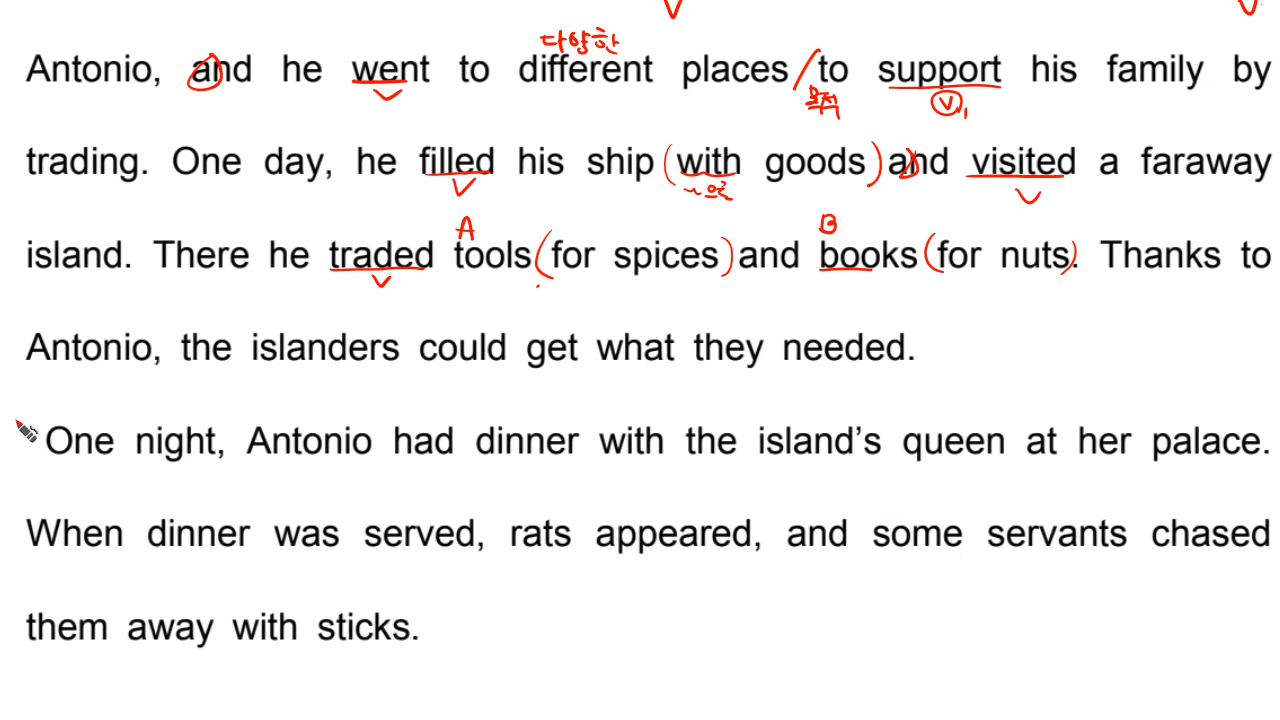 다양한
Antonio, and he went to different places / to support his family by
목적 V1
V
trading. One day, he filled his ship (with goods) and visited a faraway
V ~으로 V
A B
island. There he traded tools (for spices) and books (for nuts). Thanks to
V
Antonio, the islanders could get what they needed.
One night, Antonio had dinner with the island’s queen at her palace.
When dinner was served, rats appeared, and some servants chased
them away with sticks.